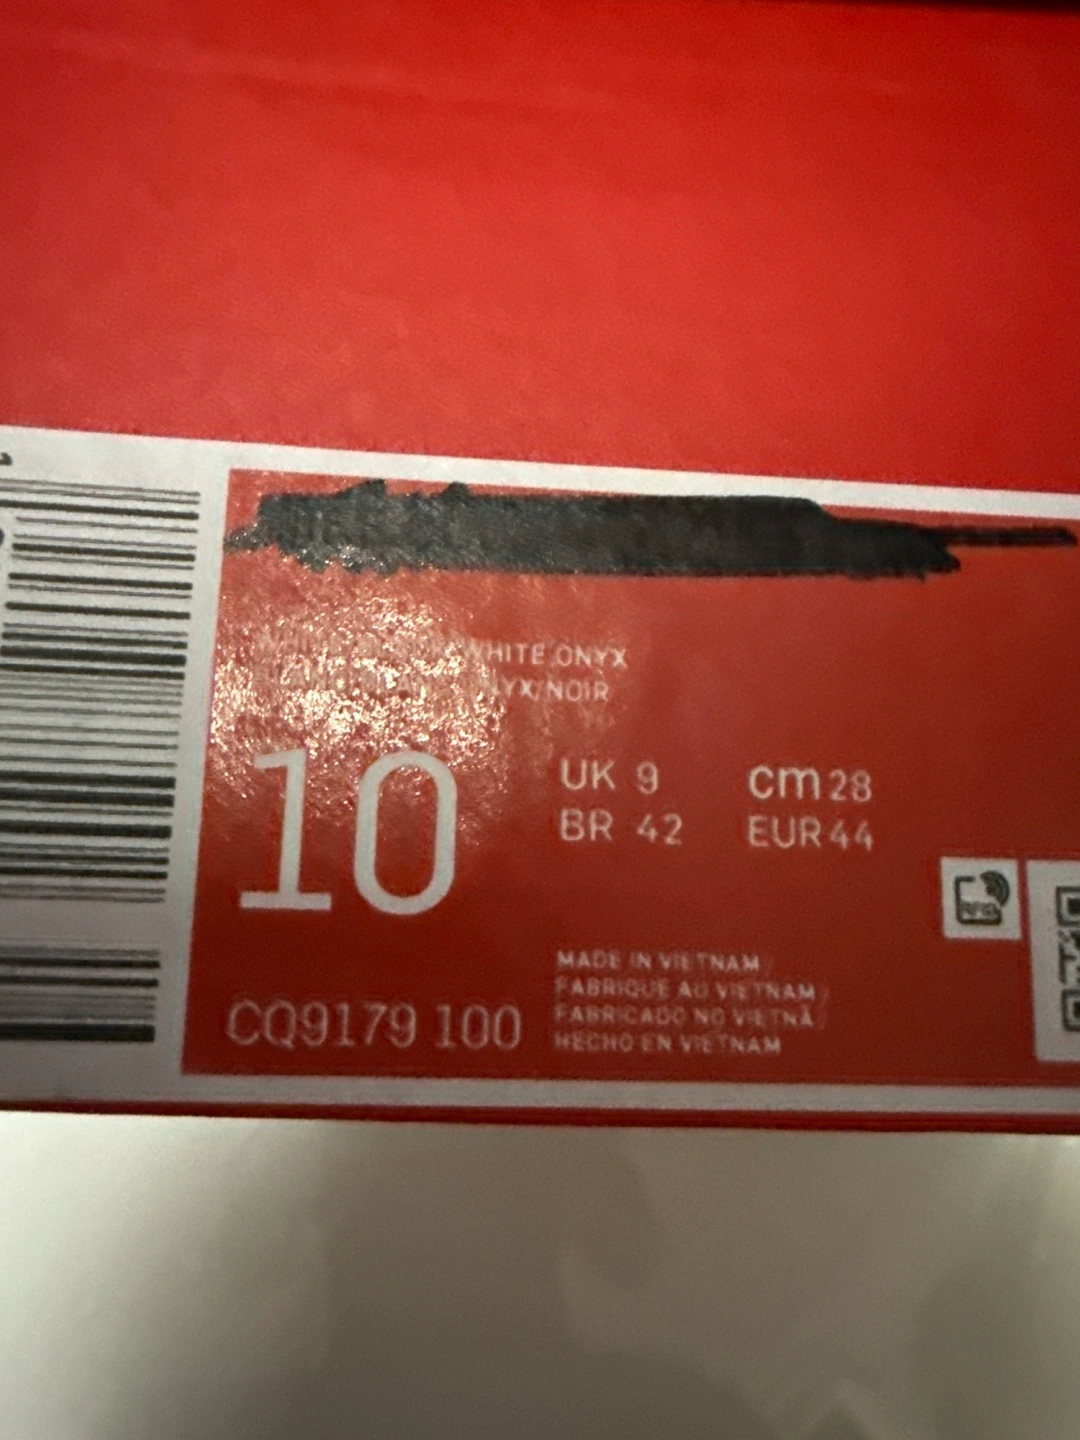 WHITE ONYX
NOIR
10
UK 9
BR 42
cm 28
EUR 44
RFID
CQ9179 100
MADE IN VIETNAM /
FABRIQUE AU VIETNAM /
FABRICADO NO VIETNÃ /
HECHO EN VIETNAM